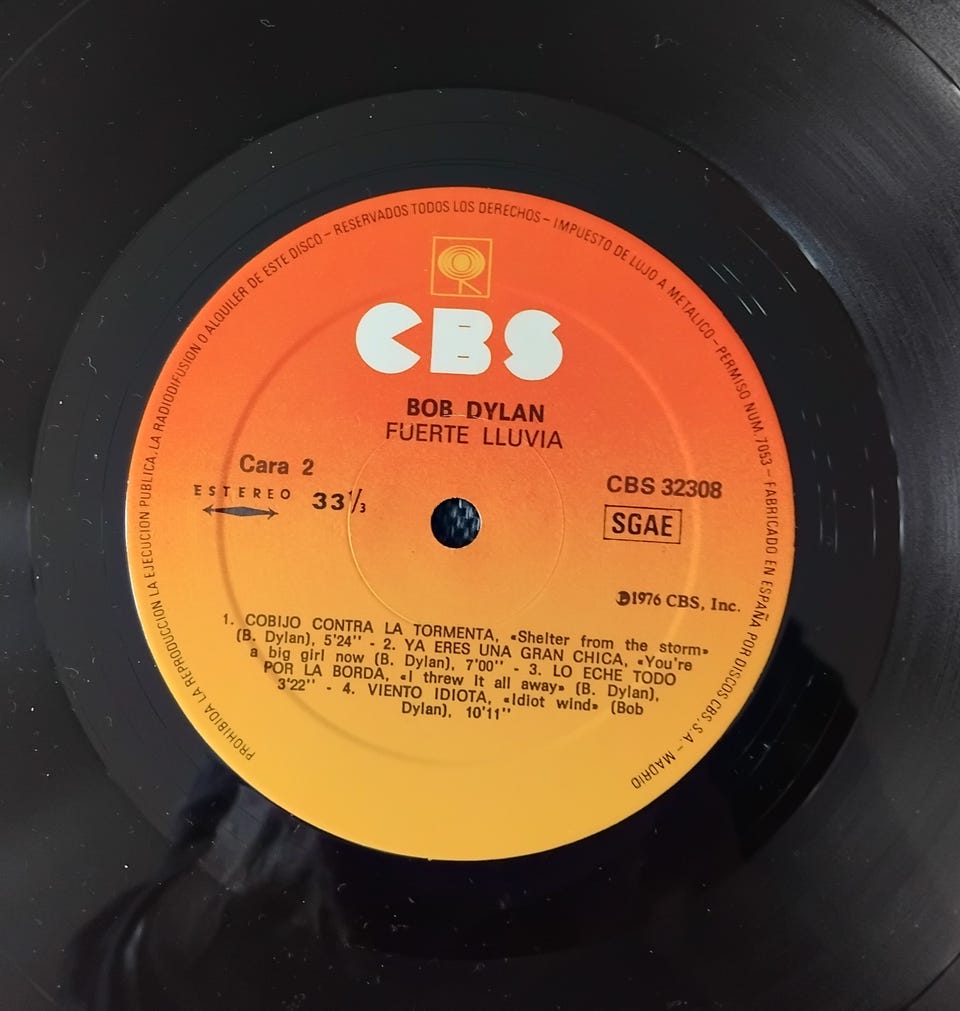 PROHIBIDA LA REPRODUCCION LA EJECUCION PUBLICA, LA RADIODIFUSION O ALQUILER DE ESTE DISCO – RESERVADOS TODOS LOS DERECHOS – IMPUESTO DE LUJO A METALICO – PERMISO NUM. 7053 – FABRICADO EN ESPAÑA POR DISCOS CBS, S.A. – MADRID
CBS
BOB DYLAN
FUERTE LLUVIA
Cara 2
ESTEREO 33 1/3
CBS 32308
SGAE
℗1976 CBS, Inc.
1. COBIJO CONTRA LA TORMENTA, «Shelter from the storm»
(B. Dylan), 5'24'' - 2. YA ERES UNA GRAN CHICA, «You're
a big girl now (B. Dylan), 7'00'' - 3. LO ECHE TODO
POR LA BORDA, «I threw It all away» (B. Dylan),
3'22'' - 4. VIENTO IDIOTA, «Idiot wind» (Bob
Dylan), 10'11''